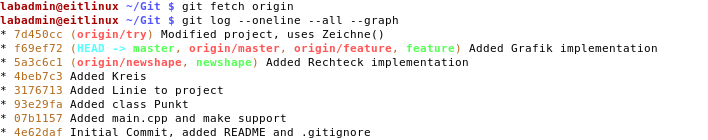 labadmin@eitlinux ~/Git $ git fetch origin
labadmin@eitlinux ~/Git $ git log --oneline --all --graph
* 7d450cc (origin/try) Modified project, uses Zeichne()
* f69ef72 (HEAD -> master, origin/master, origin/feature, feature) Added Grafik implementation
* 5a3c6c1 (origin/newshape, newshape) Added Rechteck implementation
* 4beb7c3 Added Kreis
* 3176713 Added Linie to project
* 93e29fa Added class Punkt
* 07b1157 Added main.cpp and make support
* 4e62daf Initial Commit, added README and .gitignore